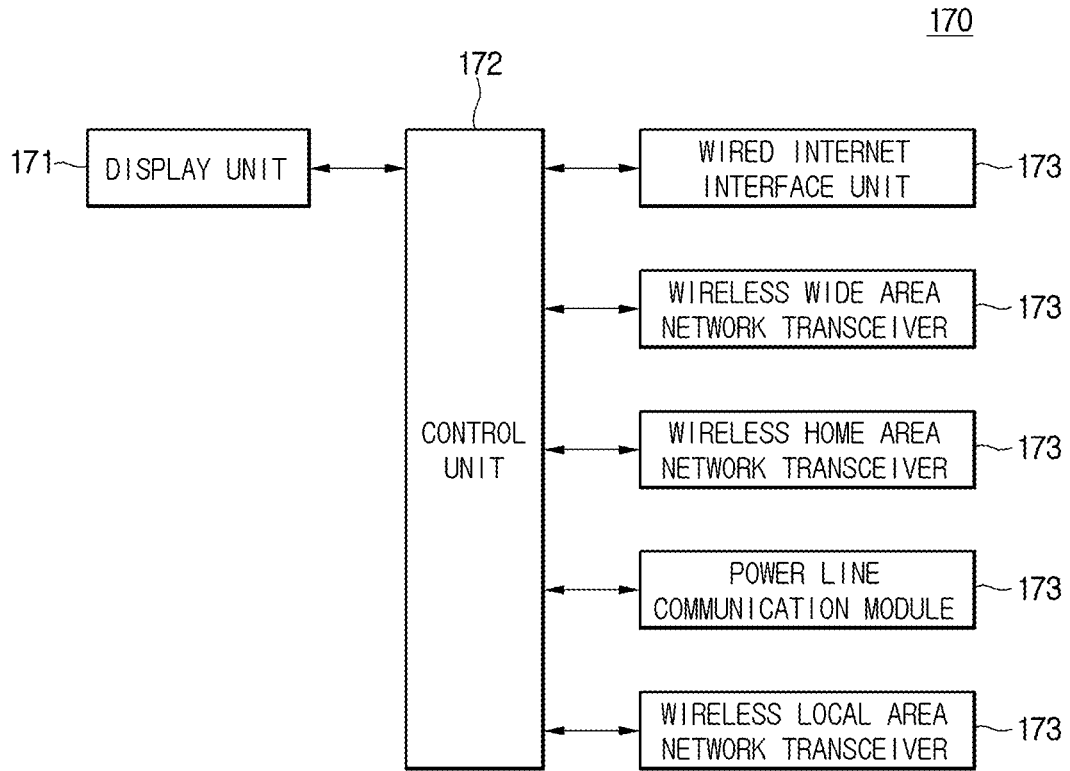 170
172
171
DISPLAY UNIT
WIRED INTERNET
INTERFACE UNIT
173
WIRELESS WIDE AREA
NETWORK TRANSCEIVER
173
CONTROL
UNIT
WIRELESS HOME AREA
NETWORK TRANSCEIVER
173
POWER LINE
COMMUNICATION MODULE
173
WIRELESS LOCAL AREA
NETWORK TRANSCEIVER
173